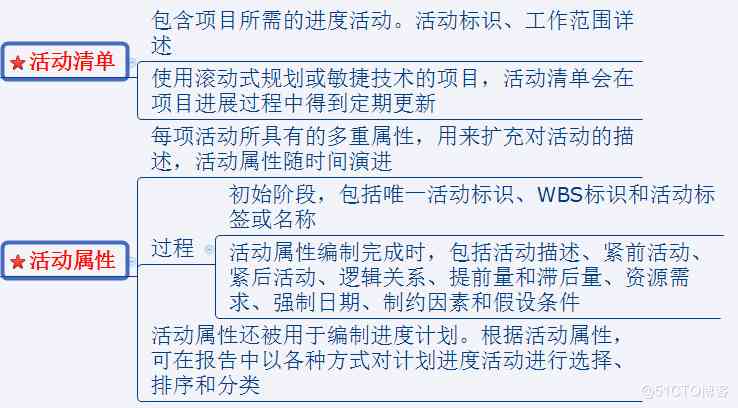 包含项目所需的进度活动。活动标识、工作范围详
述
活动清单
使用滚动式规划或敏捷技术的项目，活动清单会在
项目进展过程中得到定期更新
每项活动所具有的多重属性，用来扩充对活动的描
述，活动属性随时间演进
初始阶段，包括唯一活动标识、WBS标识和活动标
签或名称
过程
活动属性
活动属性编制完成时，包括活动描述、紧前活动、
紧后活动、逻辑关系、提前量和滞后量、资源需
求、强制日期、制约因素和假设条件
活动属性还被用于编制进度计划。根据活动属性，
可在报告中以各种方式对计划进度活动进行选择、
排序和分类
@51CTO博客